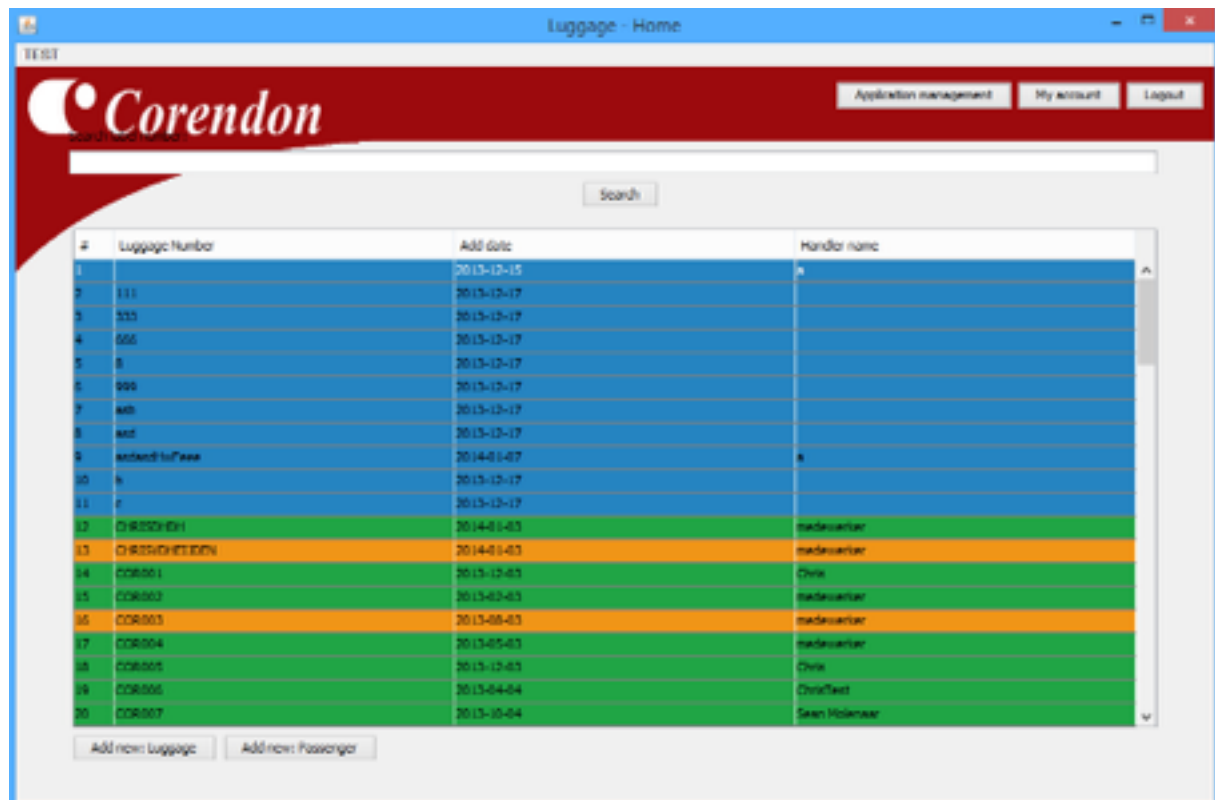 Luggage - Home
TEST
Corendon
Application management My account Logout
Search
# Luggage Number Add date Handler name
1 2013-12-15 a
2 111 2013-12-17
3 333 2013-12-17
4 666 2013-12-17
5 8 2013-12-17
6 999 2013-12-17
7 2013-12-17
8 asd 2013-12-17
9 2014-01-07 a
10 h 2013-12-17
11 c 2013-12-17
12 2014-01-03 medewerker
13 CHRISVDHEIJDEN 2014-01-03 medewerker
14 COR001 2013-12-03 Chris
15 COR002 2013-02-03 medewerker
16 COR003 2013-08-03 medewerker
17 COR004 2013-05-03 medewerker
18 COR005 2013-12-03 Chris
19 COR006 2013-04-04 ChrisTest
20 COR007 2013-10-04 Sean Molenaar
Add new: Luggage Add new: Passenger